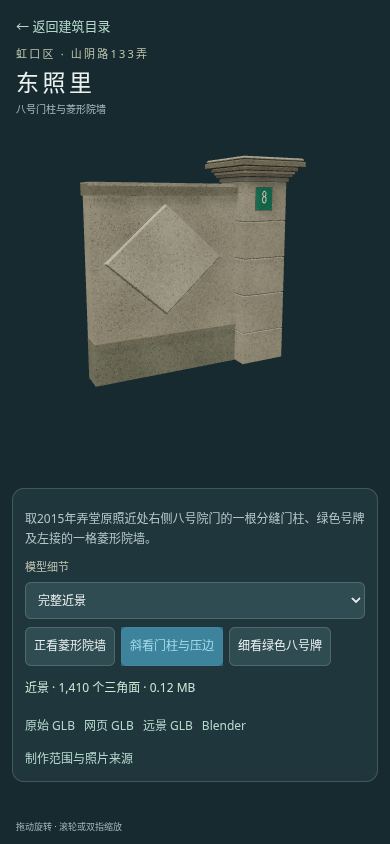 ← 返回建筑目录
虹口区 · 山阴路133弄
东照里
八号门柱与菱形院墙
8
取2015年弄堂原照近处右侧八号院门的一根分缝门柱、绿色号牌
及左接的一格菱形院墙。
模型细节
完整近景
正看菱形院墙 斜看门柱与压边 细看绿色八号牌
近景 · 1,410 个三角面 · 0.12 MB
原始 GLB 网页 GLB 远景 GLB Blender
制作范围与照片来源
拖动旋转 · 滚轮或双指缩放